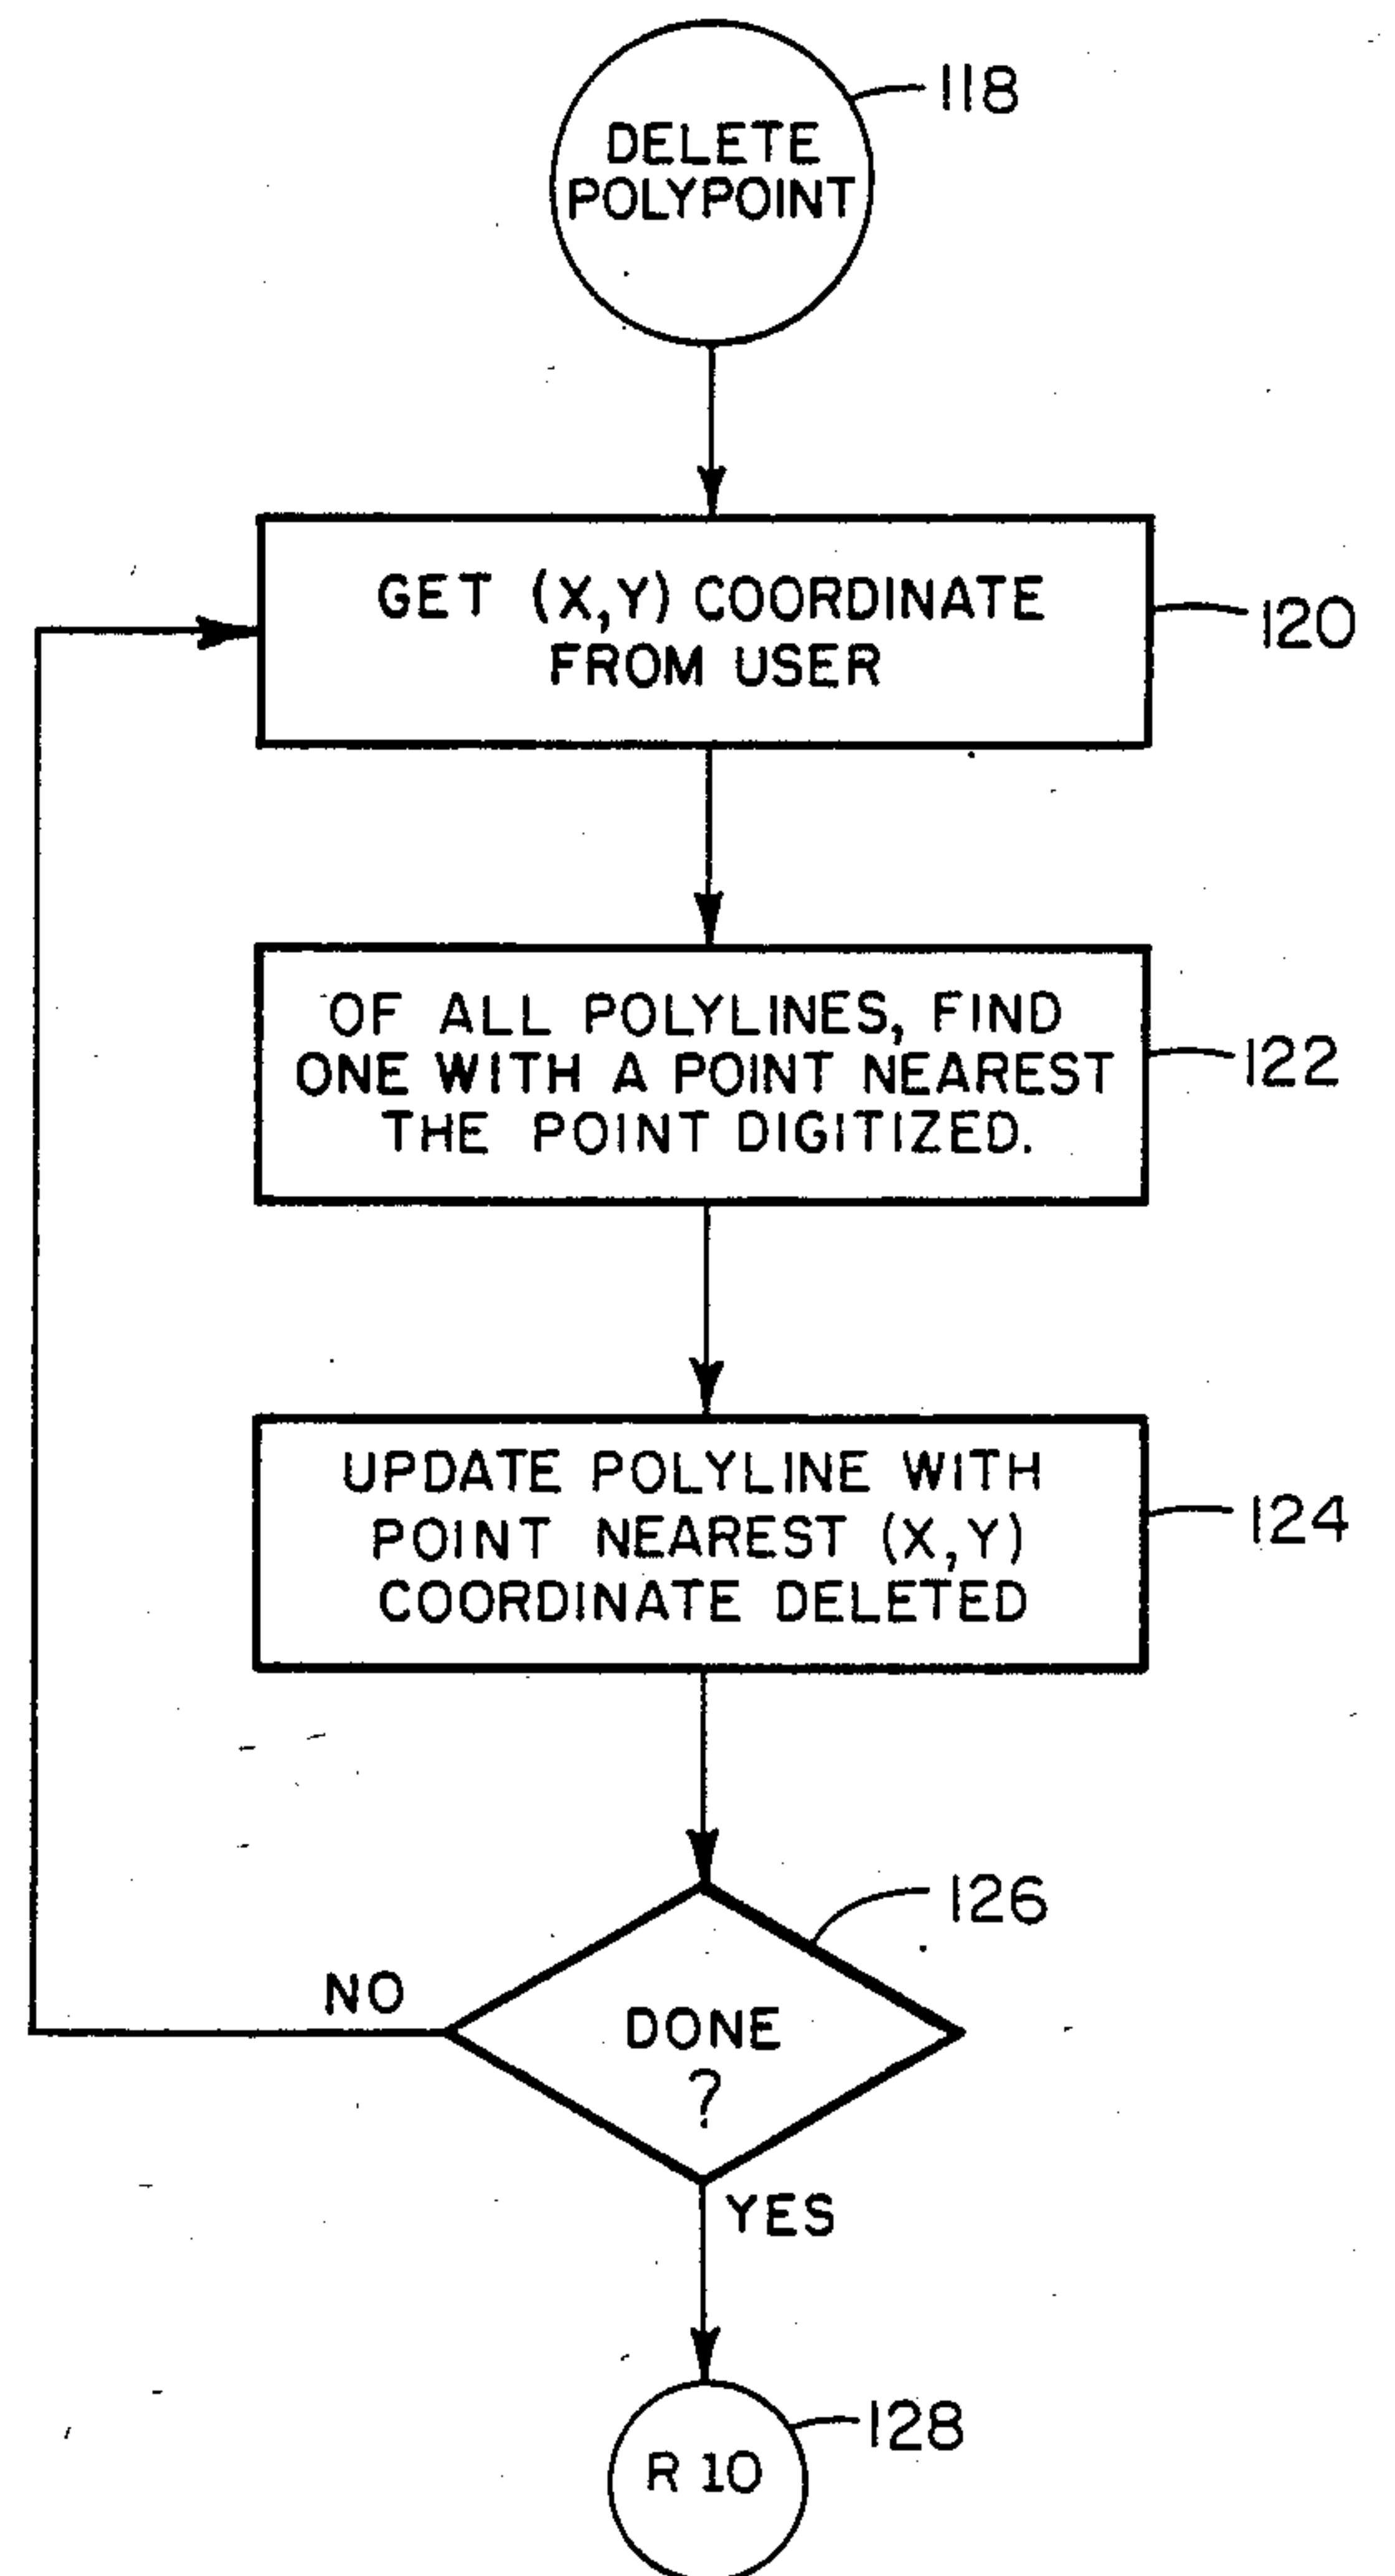 118
DELETE
POLYPOINT
GET (X,Y) COORDINATE
FROM USER
120
OF ALL POLYLINES, FIND
ONE WITH A POINT NEAREST
THE POINT DIGITIZED.
122
UPDATE POLYLINE WITH
POINT NEAREST (X,Y)
COORDINATE DELETED
124
126
NO
DONE
?
YES
128
R 10